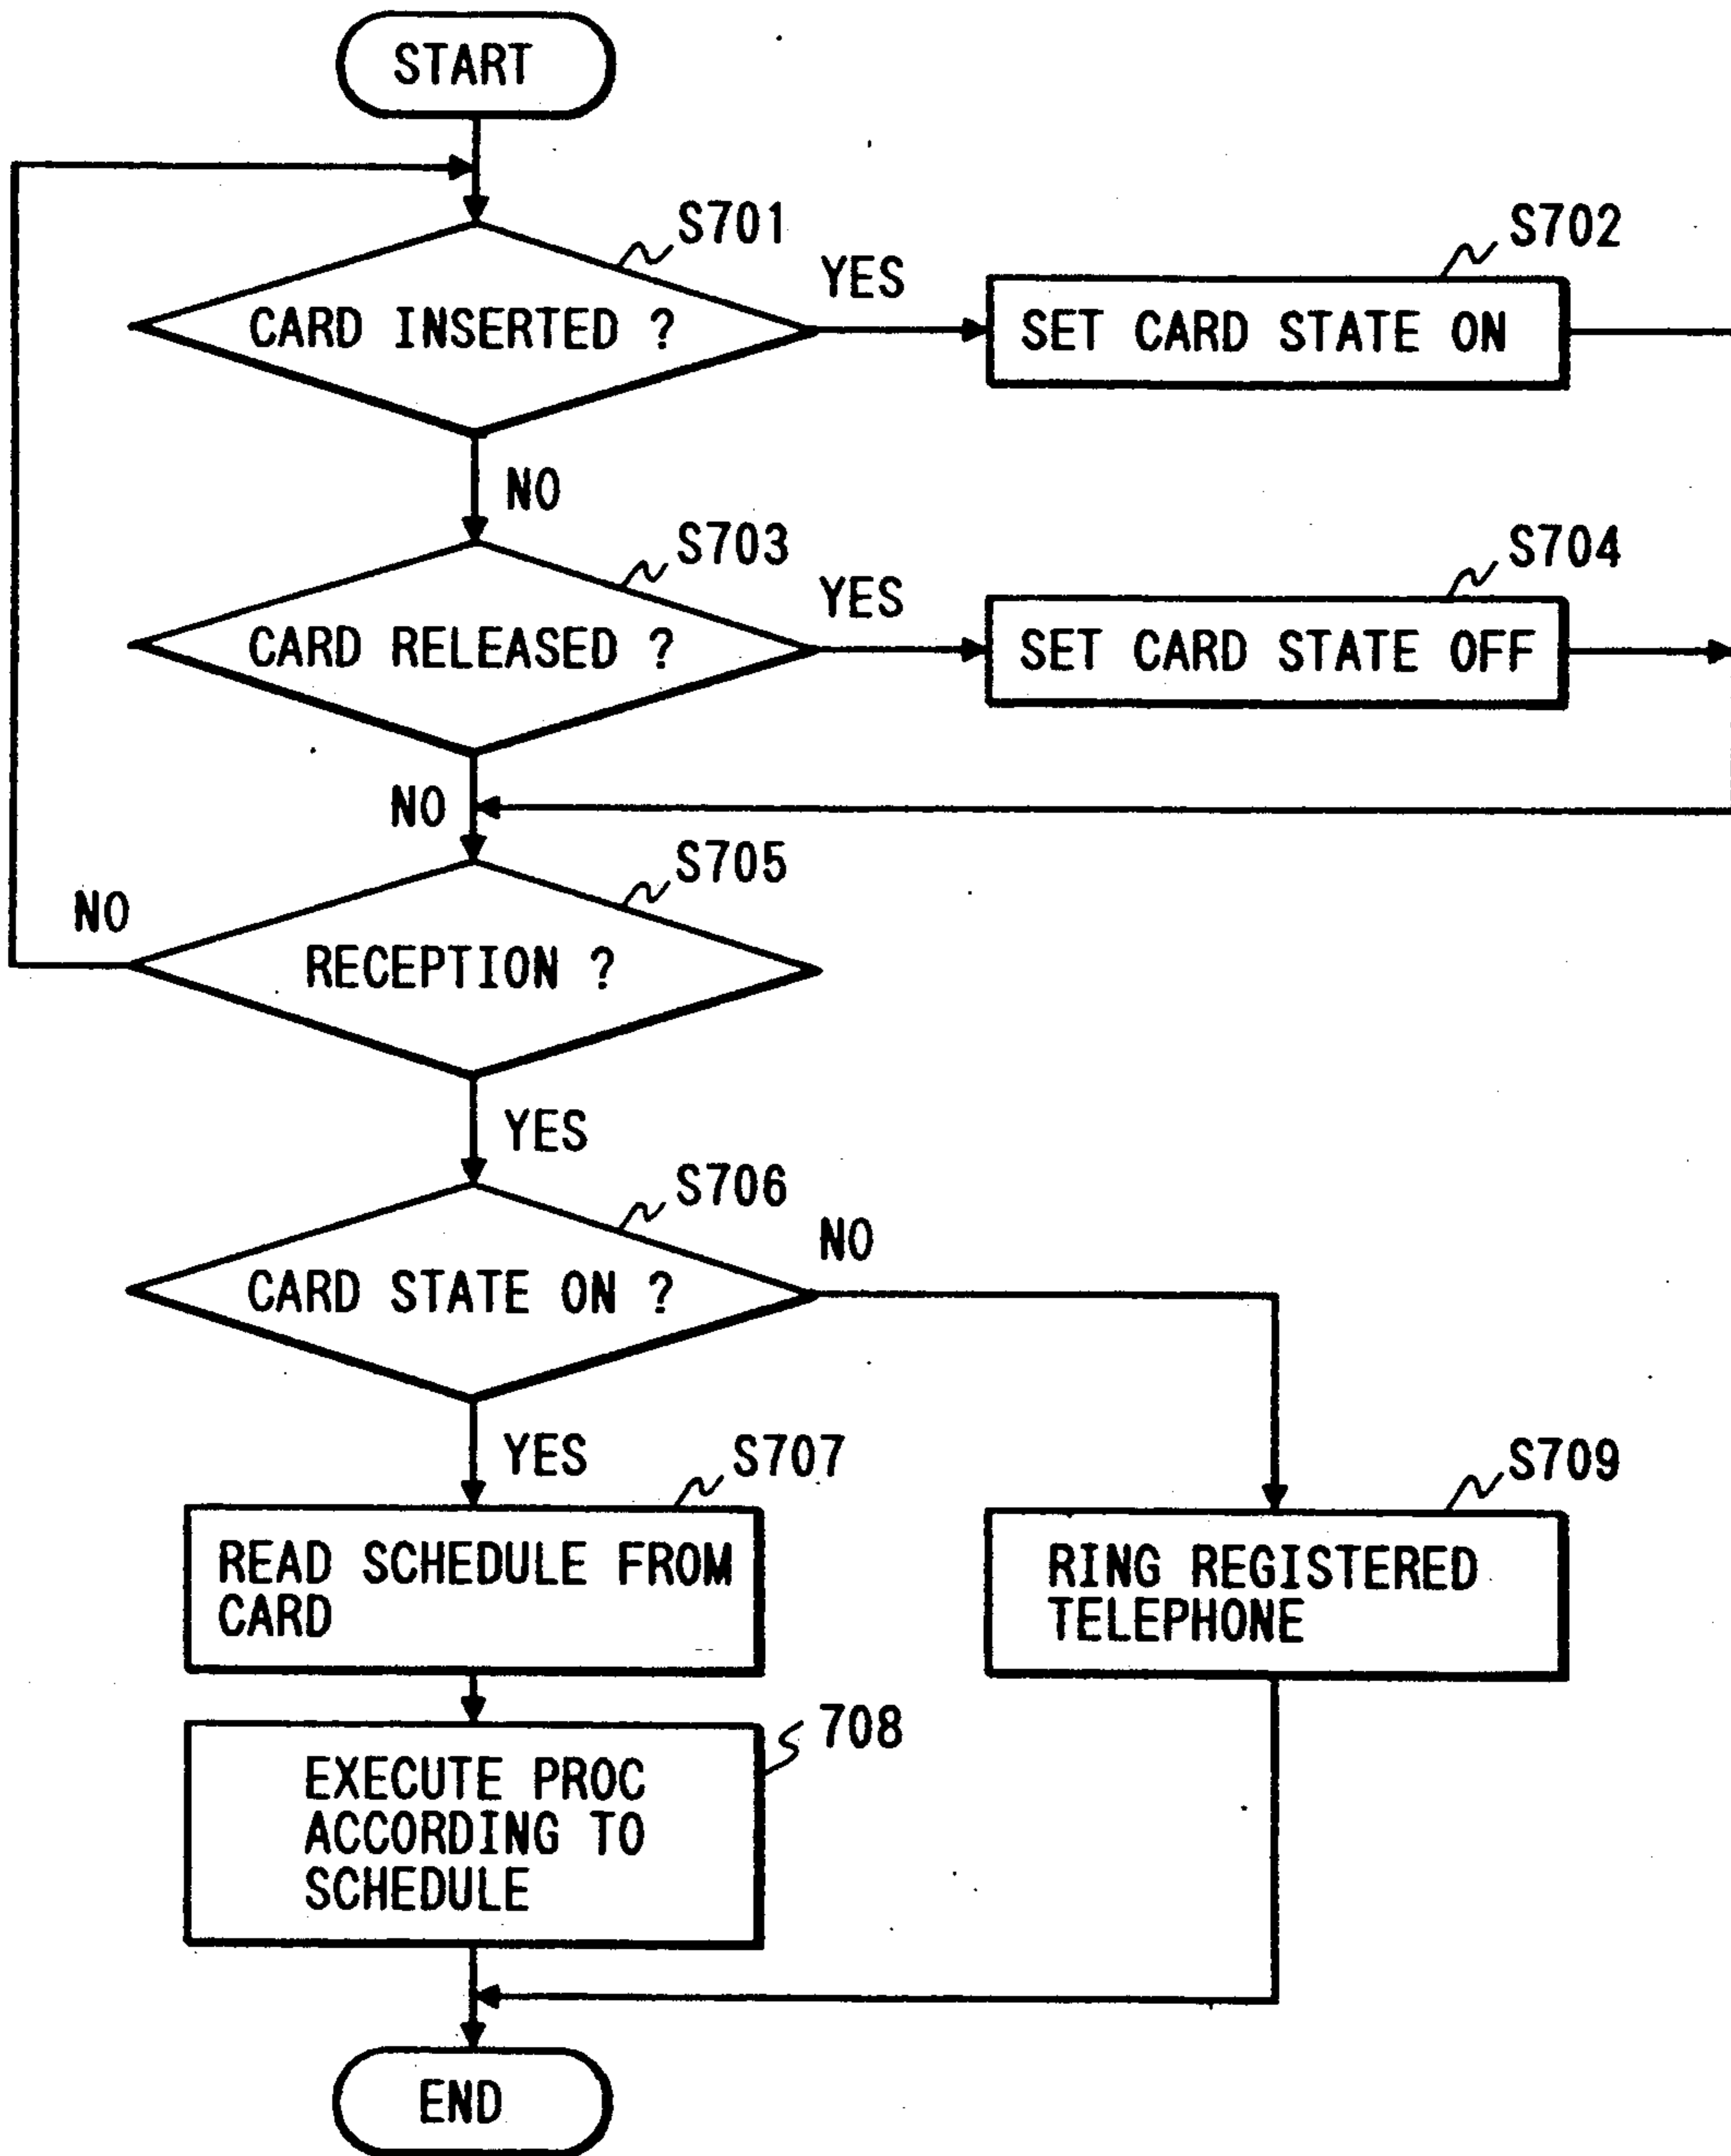 START
S701
CARD INSERTED ?
YES
S702
SET CARD STATE ON
NO
S703
CARD RELEASED ?
YES
S704
SET CARD STATE OFF
NO
S705
RECEPTION ?
NO
YES
S706
CARD STATE ON ?
NO
YES
S707
READ SCHEDULE FROM
CARD
S709
RING REGISTERED
TELEPHONE
708
EXECUTE PROC
ACCORDING TO
SCHEDULE
END